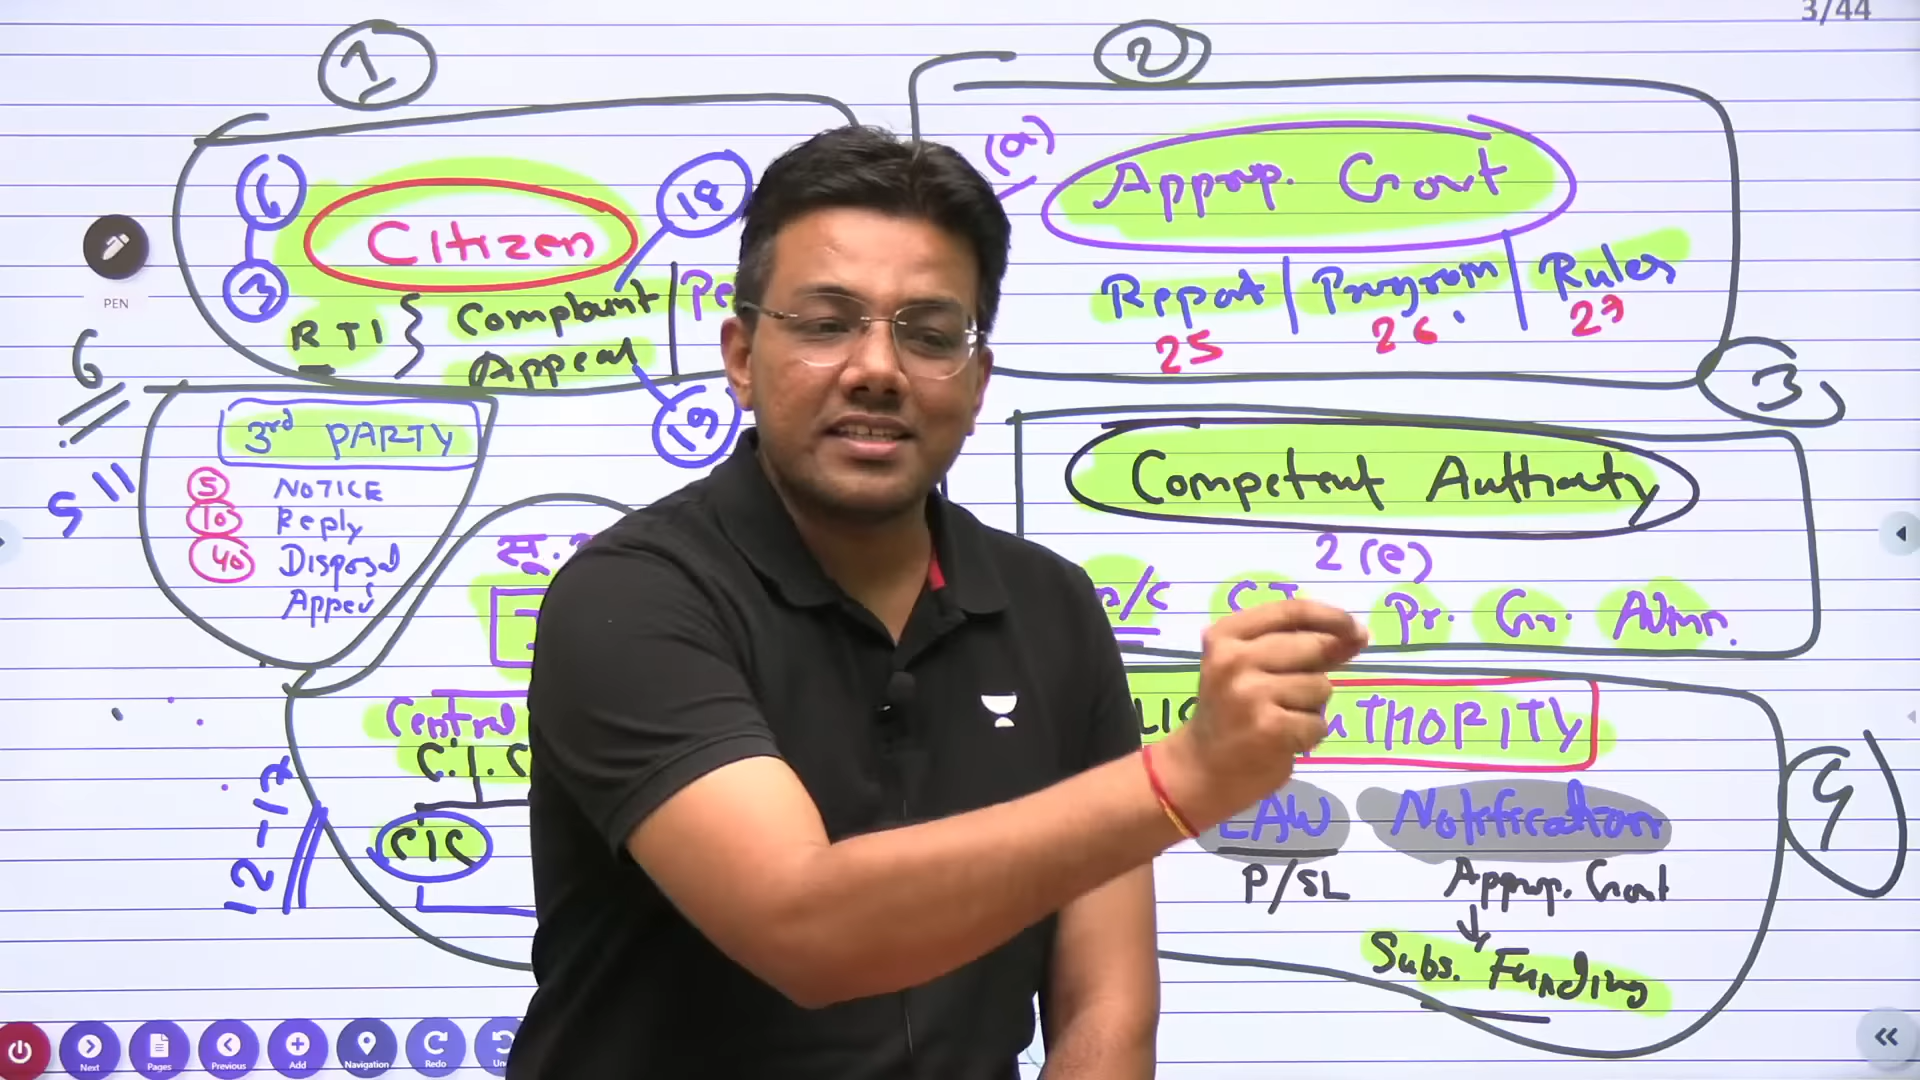 3/44
1
2
(a)
Approp. Govt
6
18
Citizen
3
Report | Program | Rules
25 26 27
RTI { Complaint
Appeal
PEN
6
3
3rd PARTY
19
Competent Authority
5 NOTICE
5
10 Reply
40 Disposal
Appeal
2(e)
Pr. Gr. Admn.
AUTHORITY
Central
C.I.C
LAW Notification
4
CIC
12-17
P/SL Approp. Govt
Subs. Funding
Next
Pages
Previous
Add
Navigation
Redo